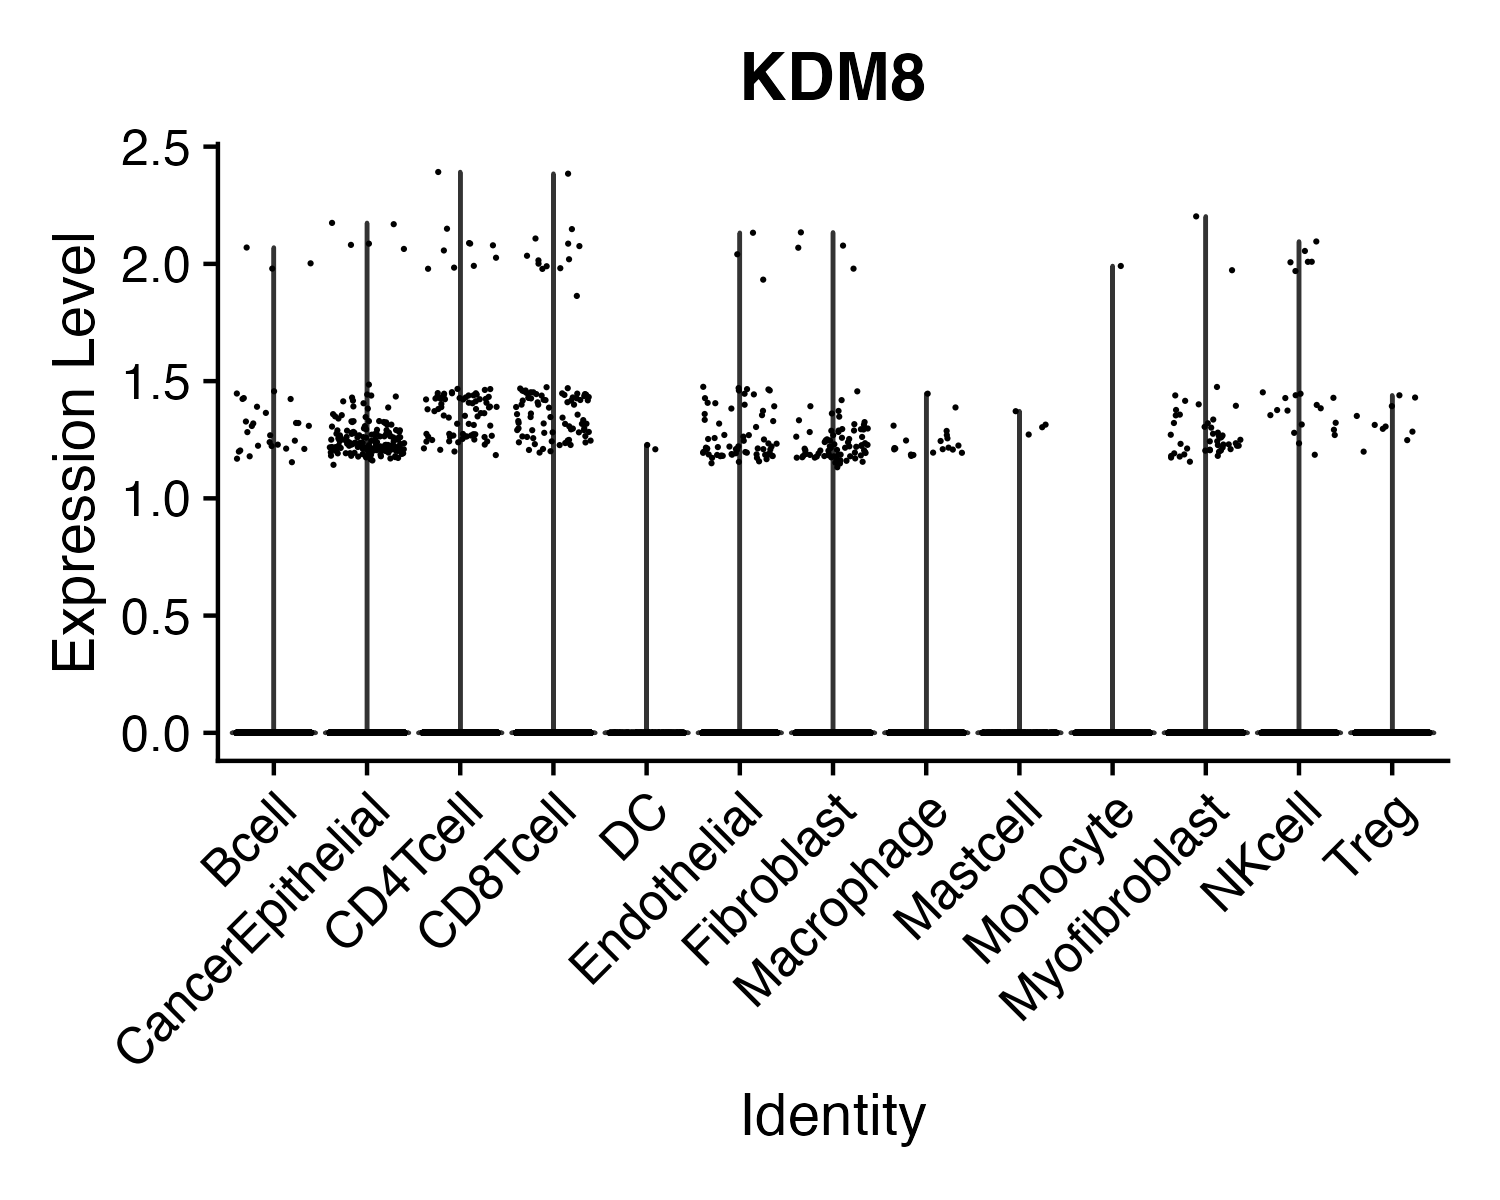 KDM8
Expression Level
2.5
2.0
1.5
1.0
0.5
0.0
Bcell
CancerEpithelial
CD4Tcell
CD8Tcell
DC
Endothelial
Fibroblast
Macrophage
Mastcell
Monocyte
Myofibroblast
NKcell
Treg
Identity